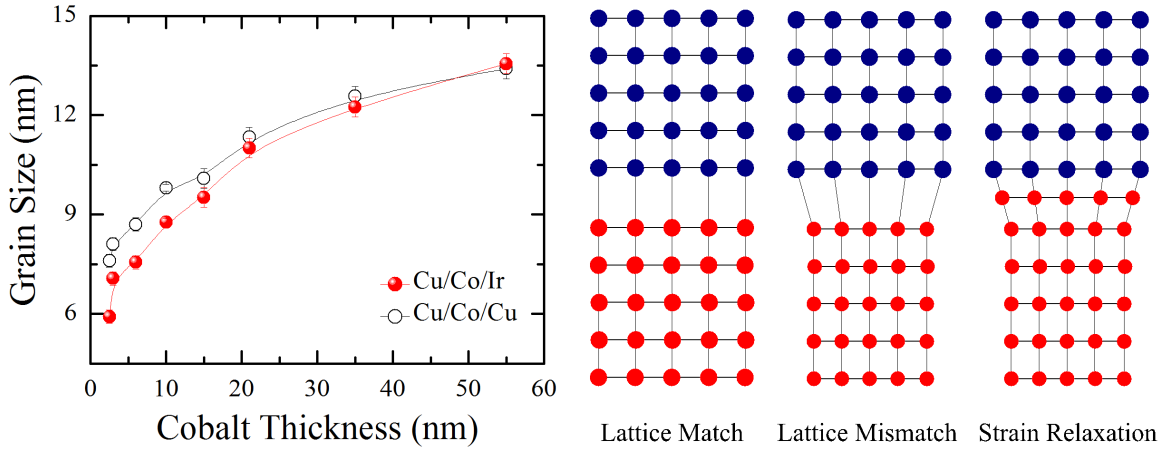 15
12
9
6
Grain Size (nm)
Cu/Co/Ir
Cu/Co/Cu
0 10 20 30 40 50 60
Cobalt Thickness (nm)
Lattice Match Lattice Mismatch Strain Relaxation